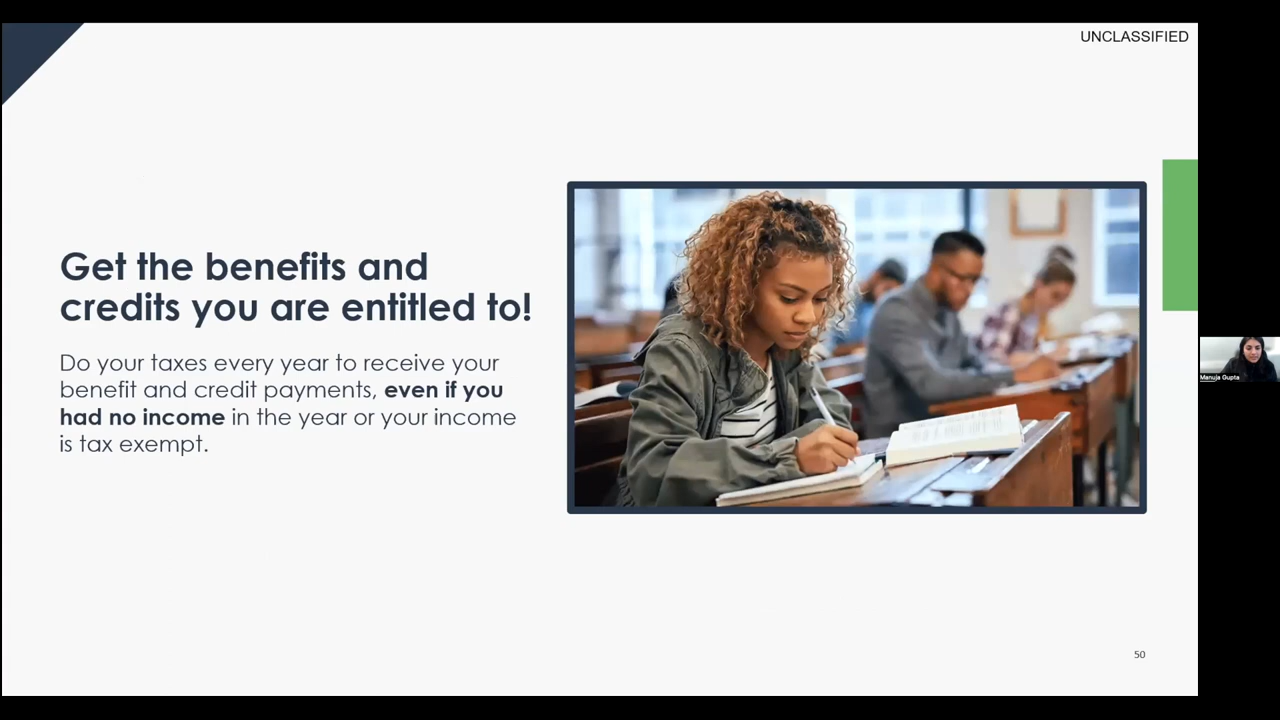 UNCLASSIFIED
Get the benefits and
credits you are entitled to!
Do your taxes every year to receive your
benefit and credit payments, even if you
had no income in the year or your income
is tax exempt.
Manuja Gupta
50